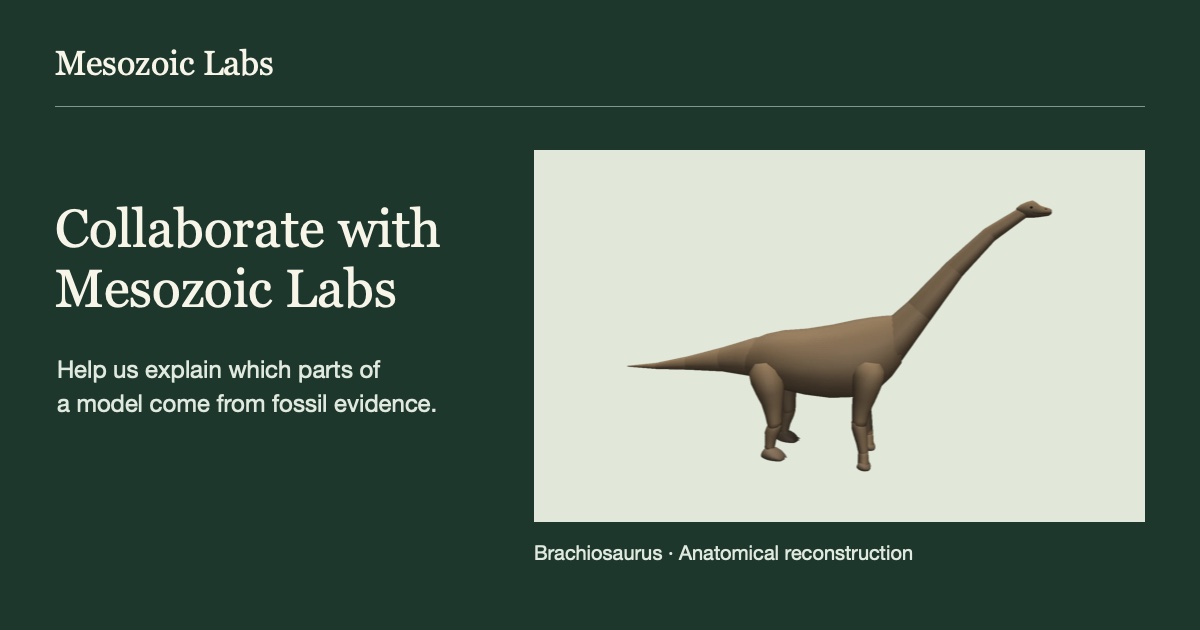 Mesozoic Labs
Collaborate with
Mesozoic Labs
Help us explain which parts of
a model come from fossil evidence.
Brachiosaurus · Anatomical reconstruction